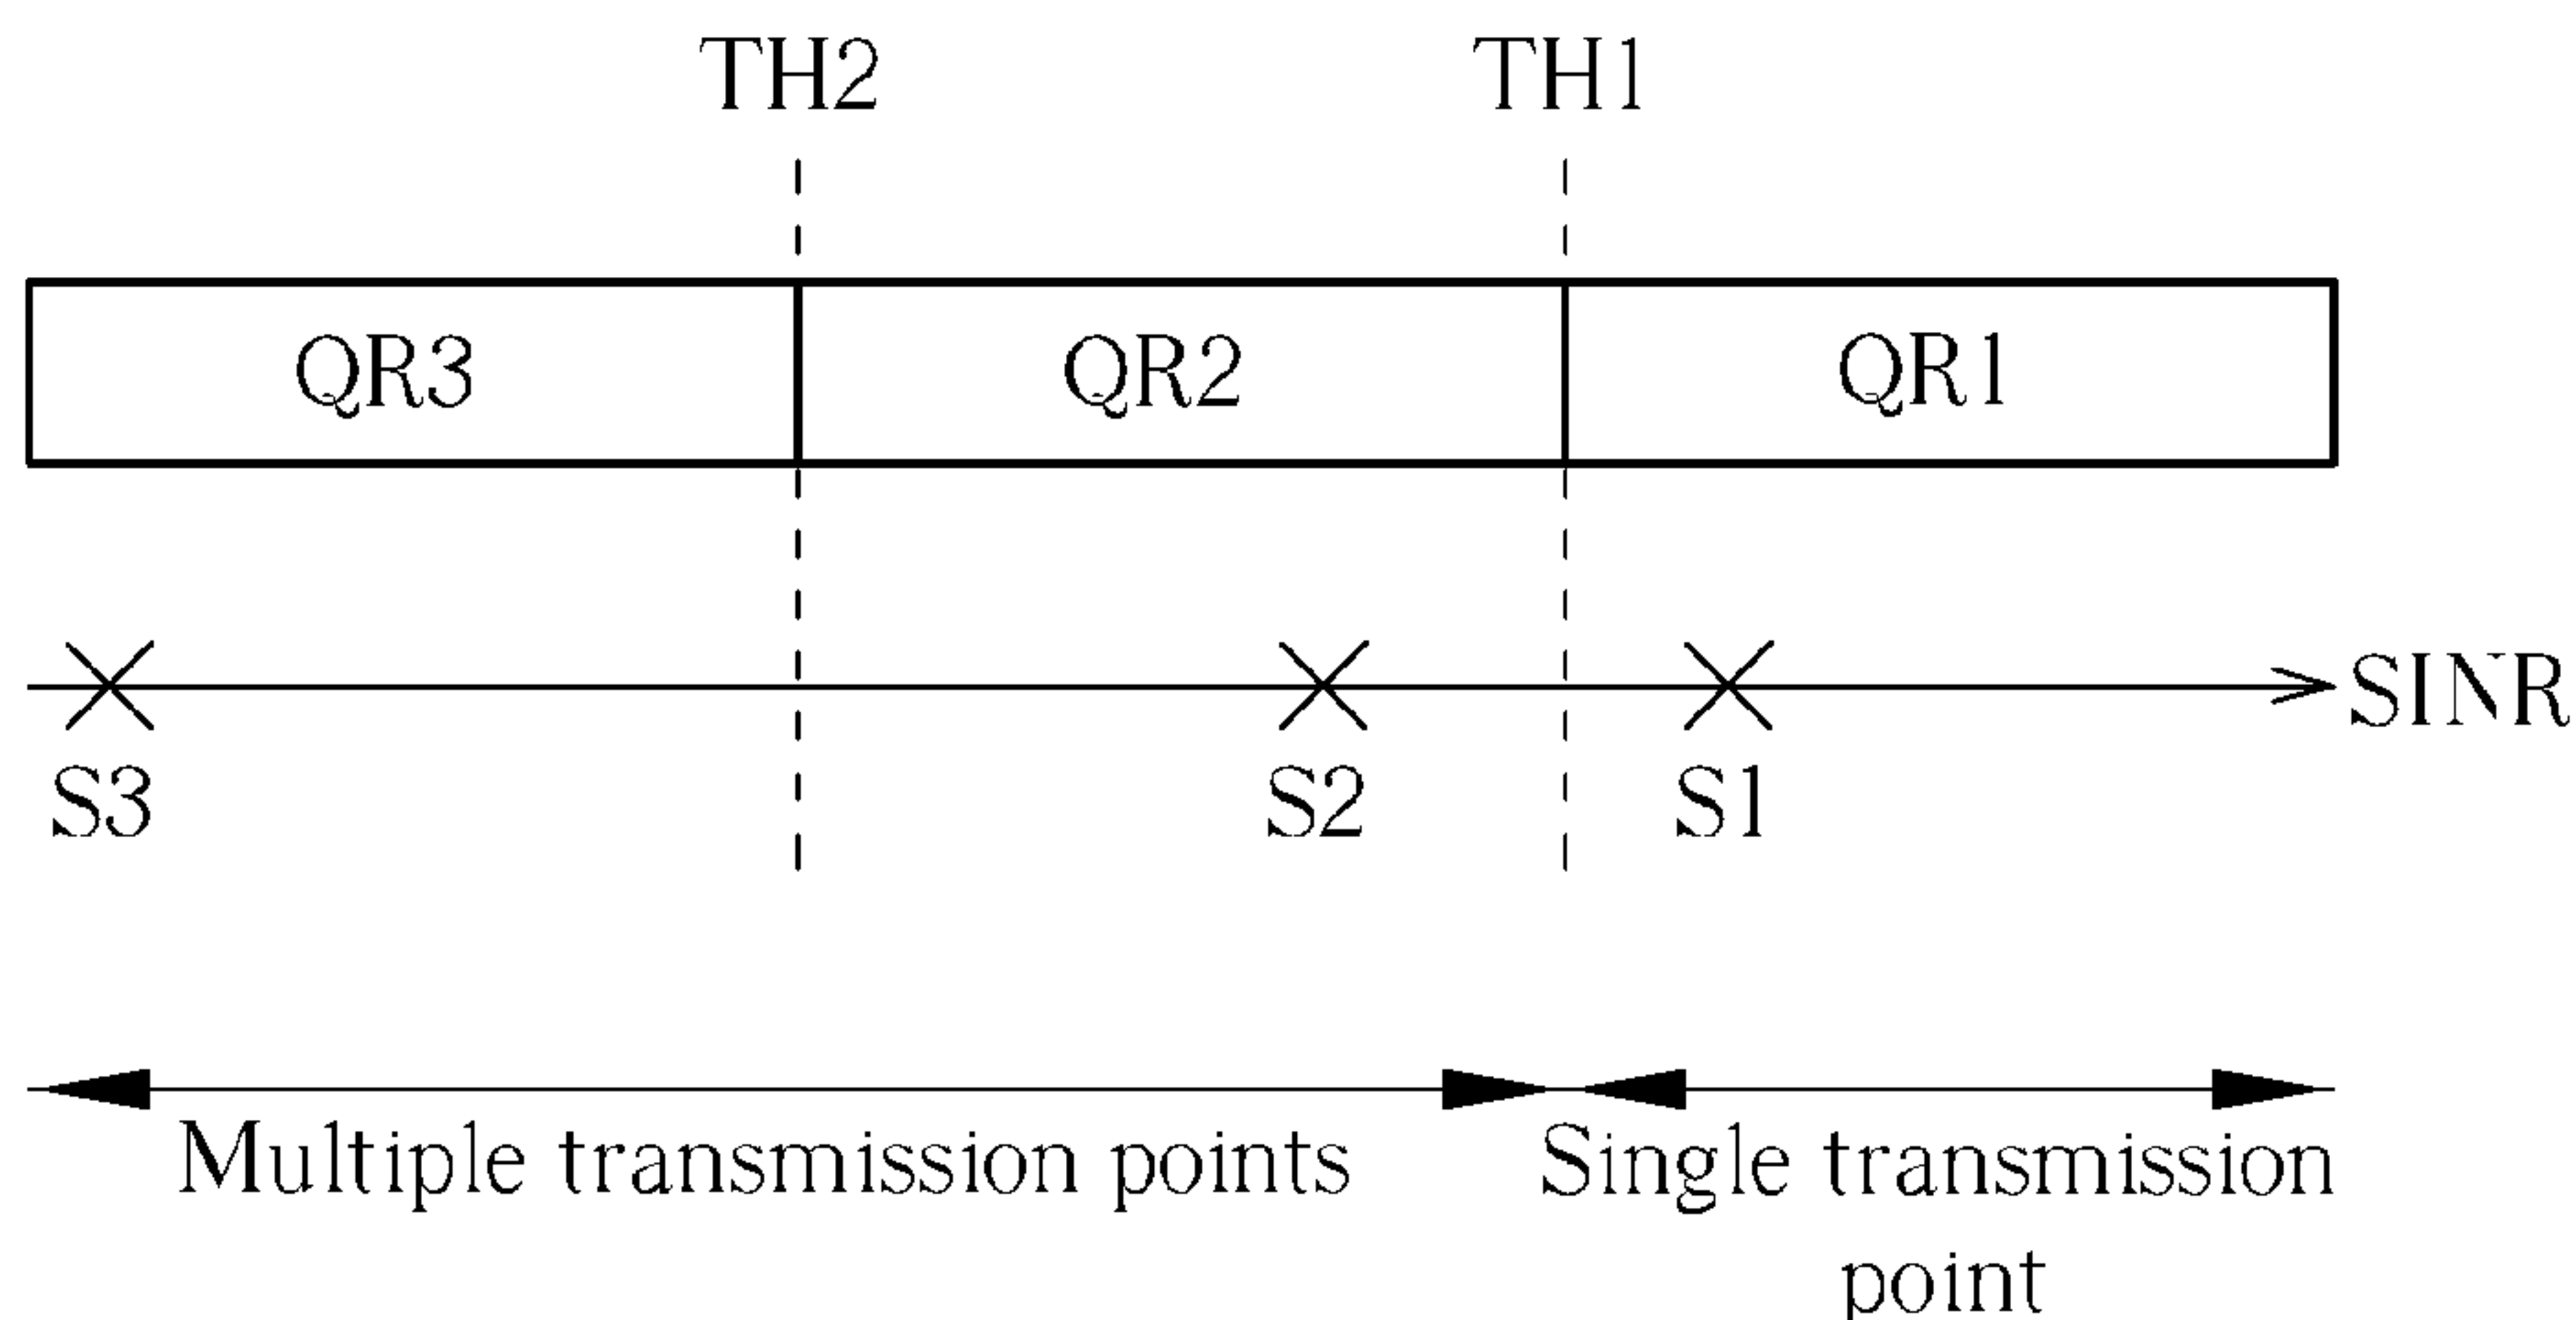 TH2 TH1
QR3 QR2 QR1
SINR
S3 S2 S1
Multiple transmission points
Single transmission
point